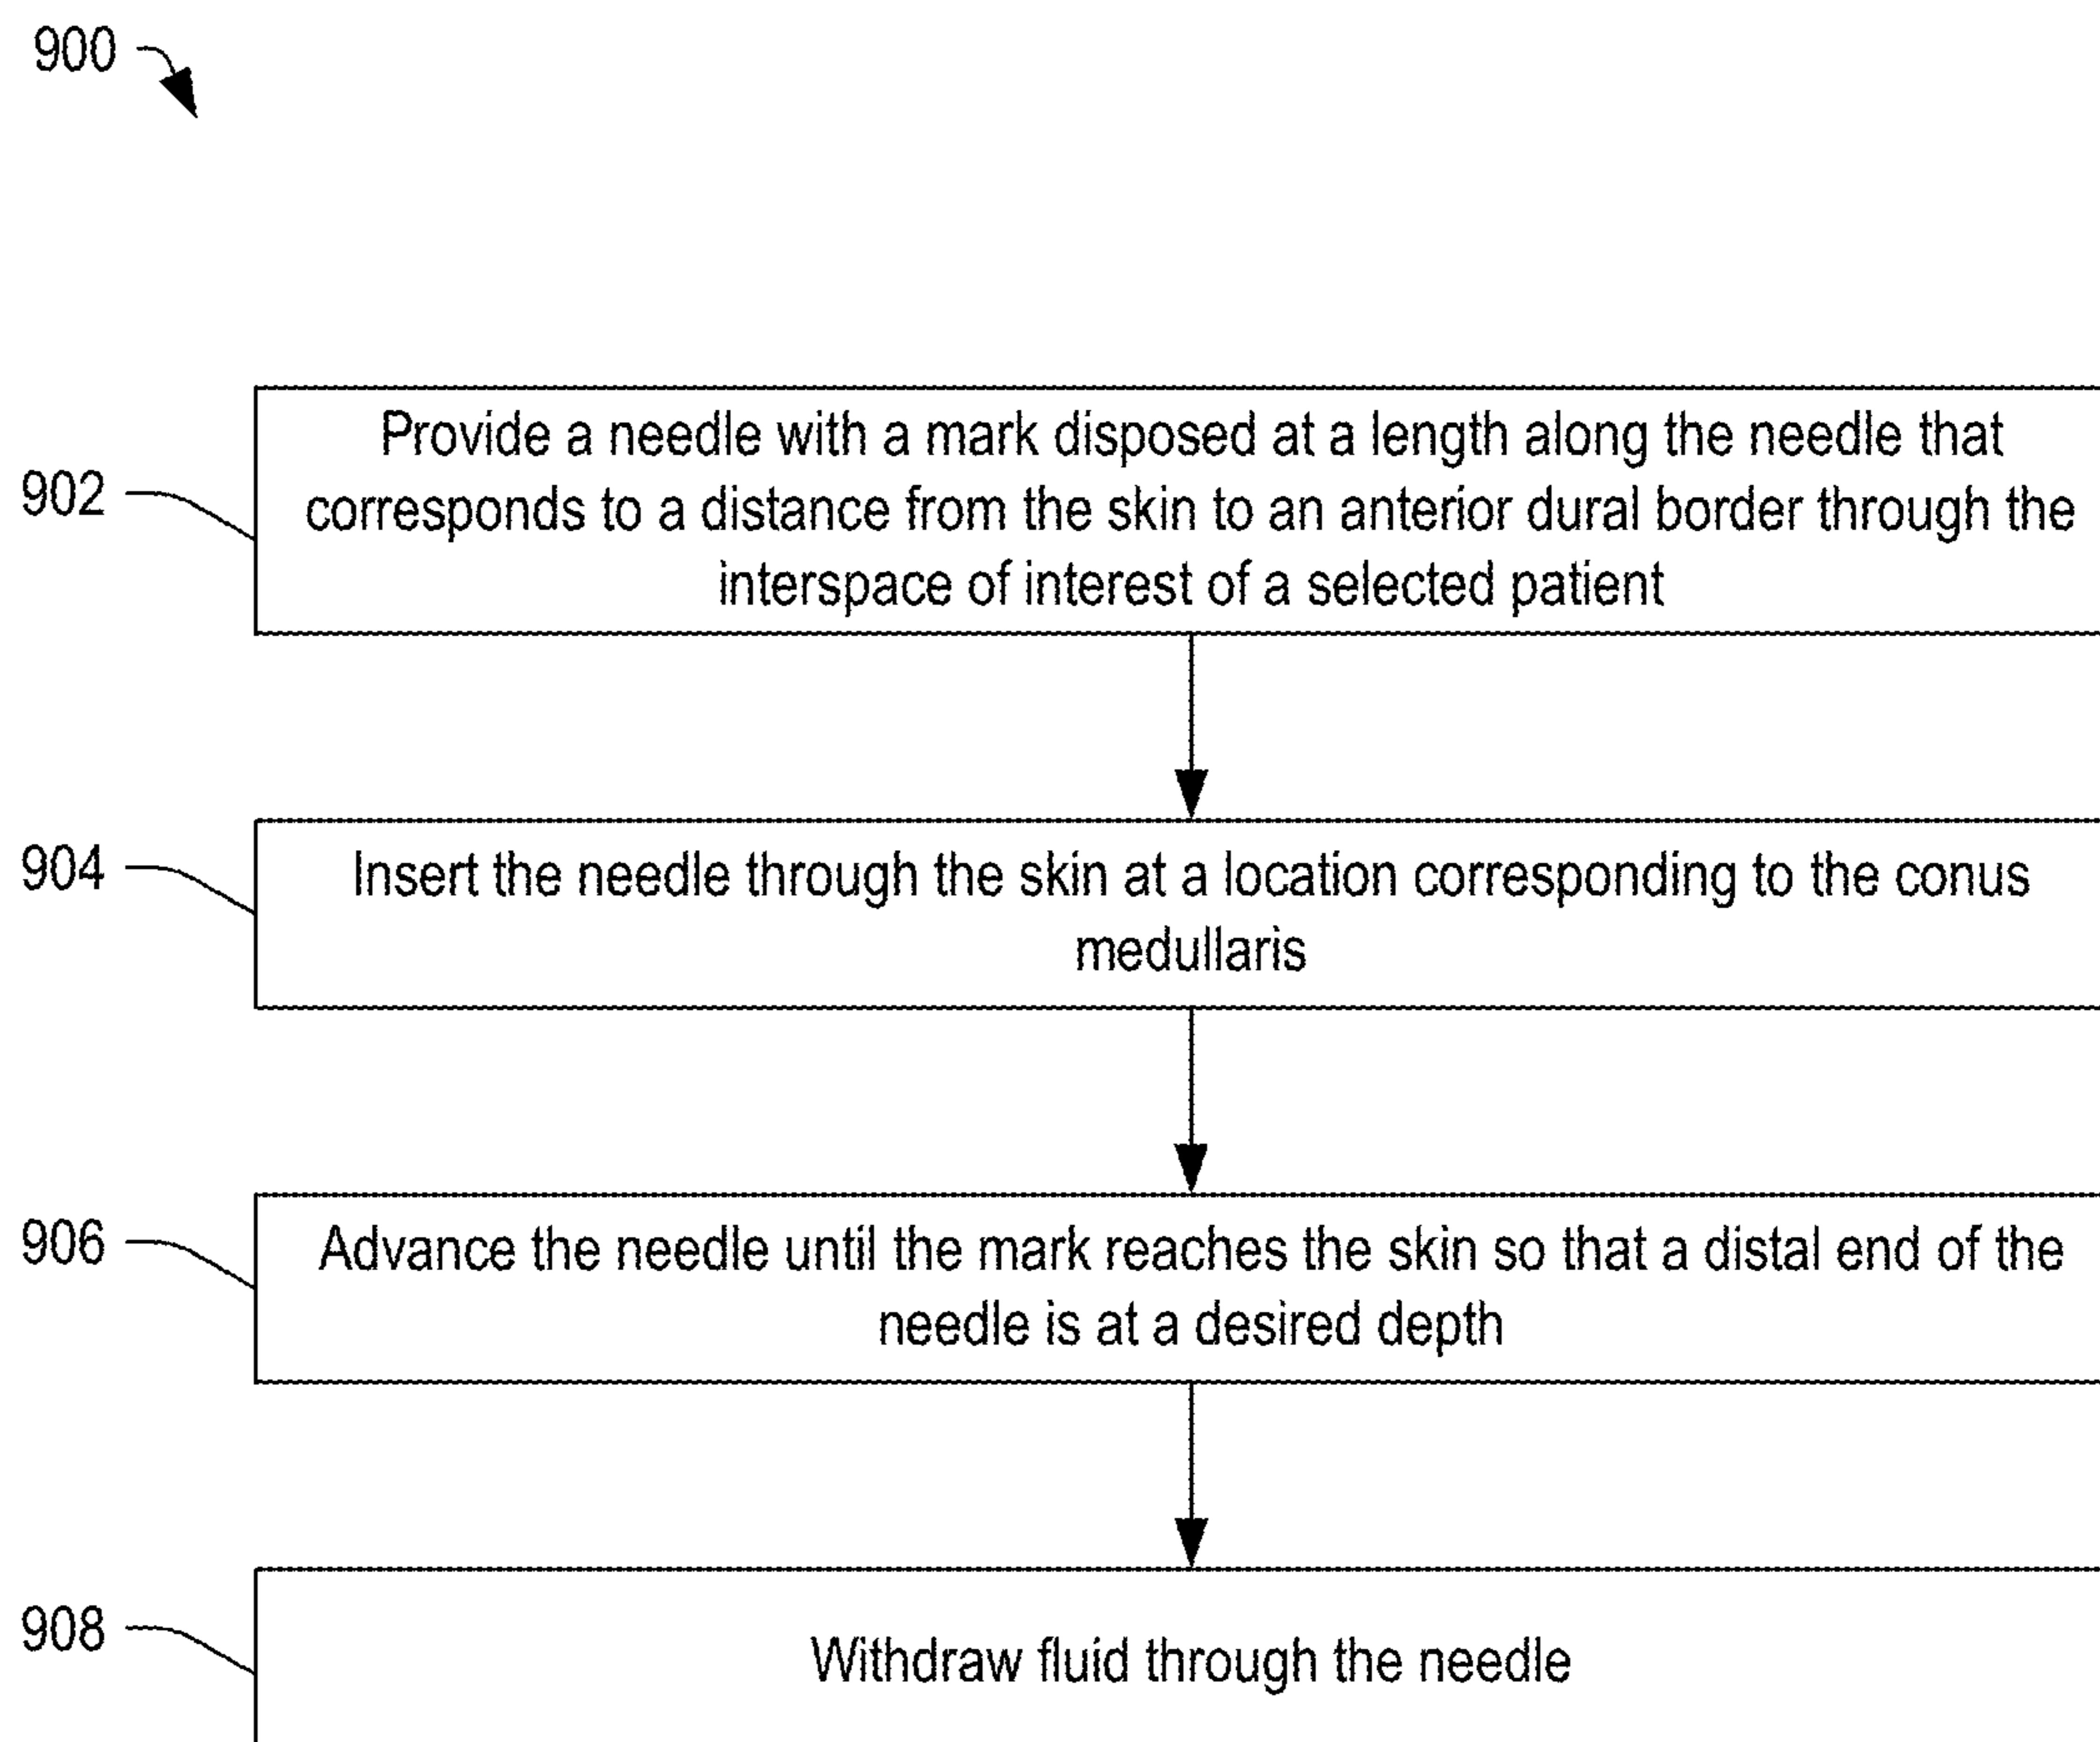 900
902
Provide a needle with a mark disposed at a length along the needle that
corresponds to a distance from the skin to an anterior dural border through the
interspace of interest of a selected patient
904
Insert the needle through the skin at a location corresponding to the conus
medullaris
906
Advance the needle until the mark reaches the skin so that a distal end of the
needle is at a desired depth
908
Withdraw fluid through the needle